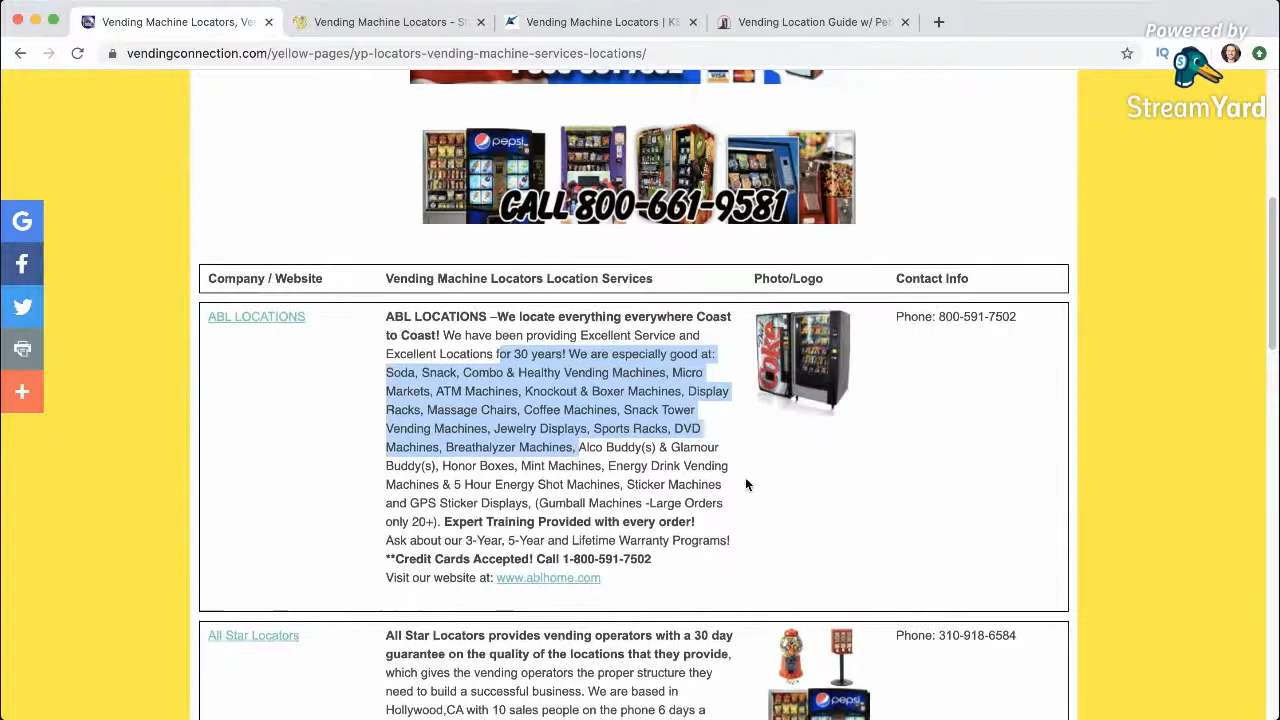 Vending Machine Locators, Ve
Vending Machine Locators - S
Vending Machine Locators | KS
Vending Location Guide w/ Pet
vendingconnection.com/yellow-pages/yp-locators-vending-machine-services-locations/
IQ
Powered by
StreamYard
VISA
pepsi
CALL 800-661-9581
Company / Website
Vending Machine Locators Location Services
Photo/Logo
Contact Info
ABL LOCATIONS
ABL LOCATIONS –We locate everything everywhere Coast
to Coast! We have been providing Excellent Service and
Excellent Locations for 30 years! We are especially good at:
Soda, Snack, Combo & Healthy Vending Machines, Micro
Markets, ATM Machines, Knockout & Boxer Machines, Display
Racks, Massage Chairs, Coffee Machines, Snack Tower
Vending Machines, Jewelry Displays, Sports Racks, DVD
Machines, Breathalyzer Machines, Alco Buddy(s) & Glamour
Buddy(s), Honor Boxes, Mint Machines, Energy Drink Vending
Machines & 5 Hour Energy Shot Machines, Sticker Machines
and GPS Sticker Displays, (Gumball Machines -Large Orders
only 20+). Expert Training Provided with every order!
Ask about our 3-Year, 5-Year and Lifetime Warranty Programs!
**Credit Cards Accepted! Call 1-800-591-7502
Visit our website at: www.ablhome.com
Coke
Phone: 800-591-7502
All Star Locators
All Star Locators provides vending operators with a 30 day
guarantee on the quality of the locations that they provide,
which gives the vending operators the proper structure they
need to build a successful business. We are based in
Hollywood,CA with 10 sales people on the phone 6 days a
pepsi
Phone: 310-918-6584